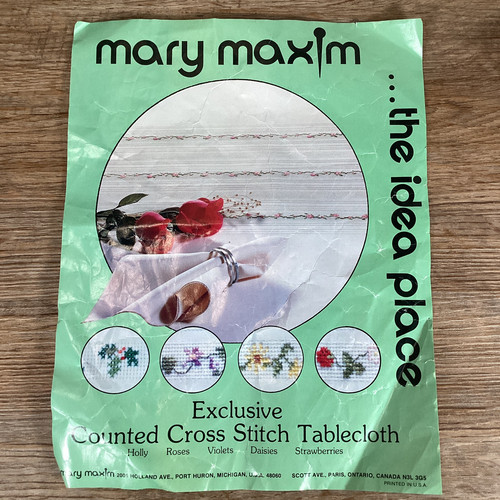 mary maxim
...the idea place
Exclusive
Counted Cross Stitch Tablecloth
Holly Roses Violets Daisies Strawberries
mary maxim 2001 HOLLAND AVE., PORT HURON, MICHIGAN, U.S.A. 48060 SCOTT AVE., PARIS, ONTARIO, CANADA N3L 3G5
PRINTED IN U.S.A.